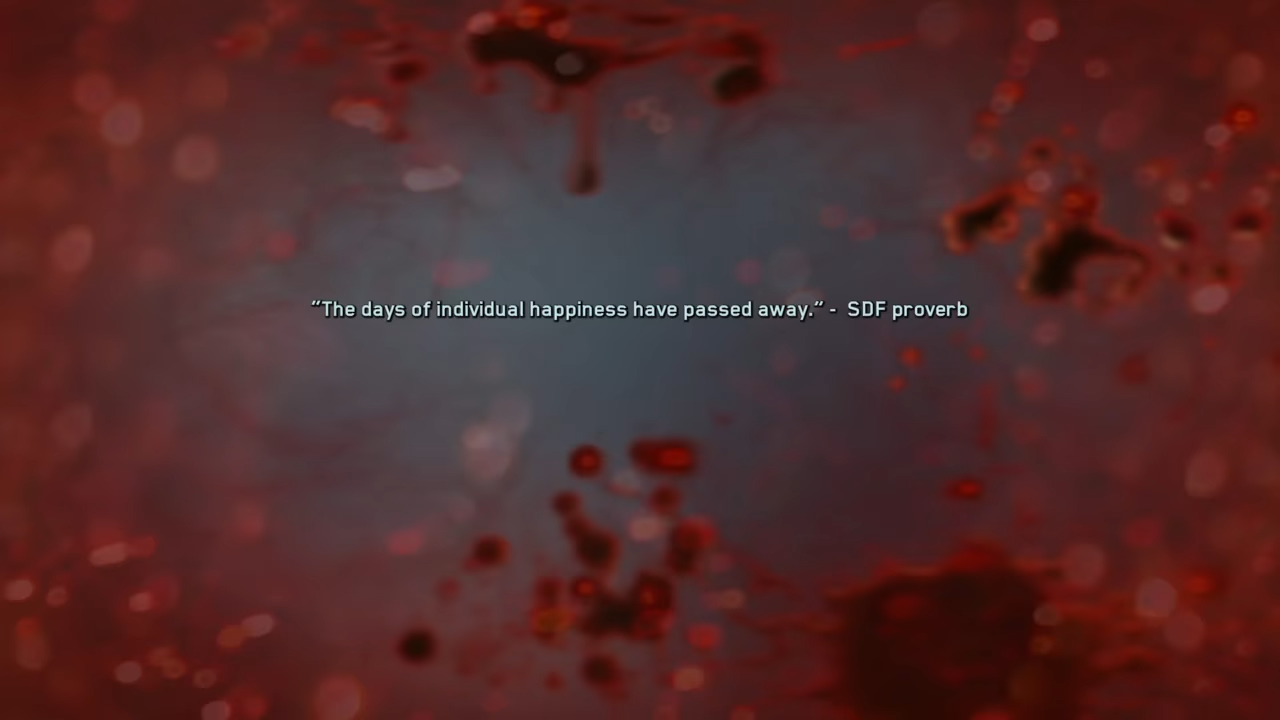 “The days of individual happiness have passed away.” - SDF proverb